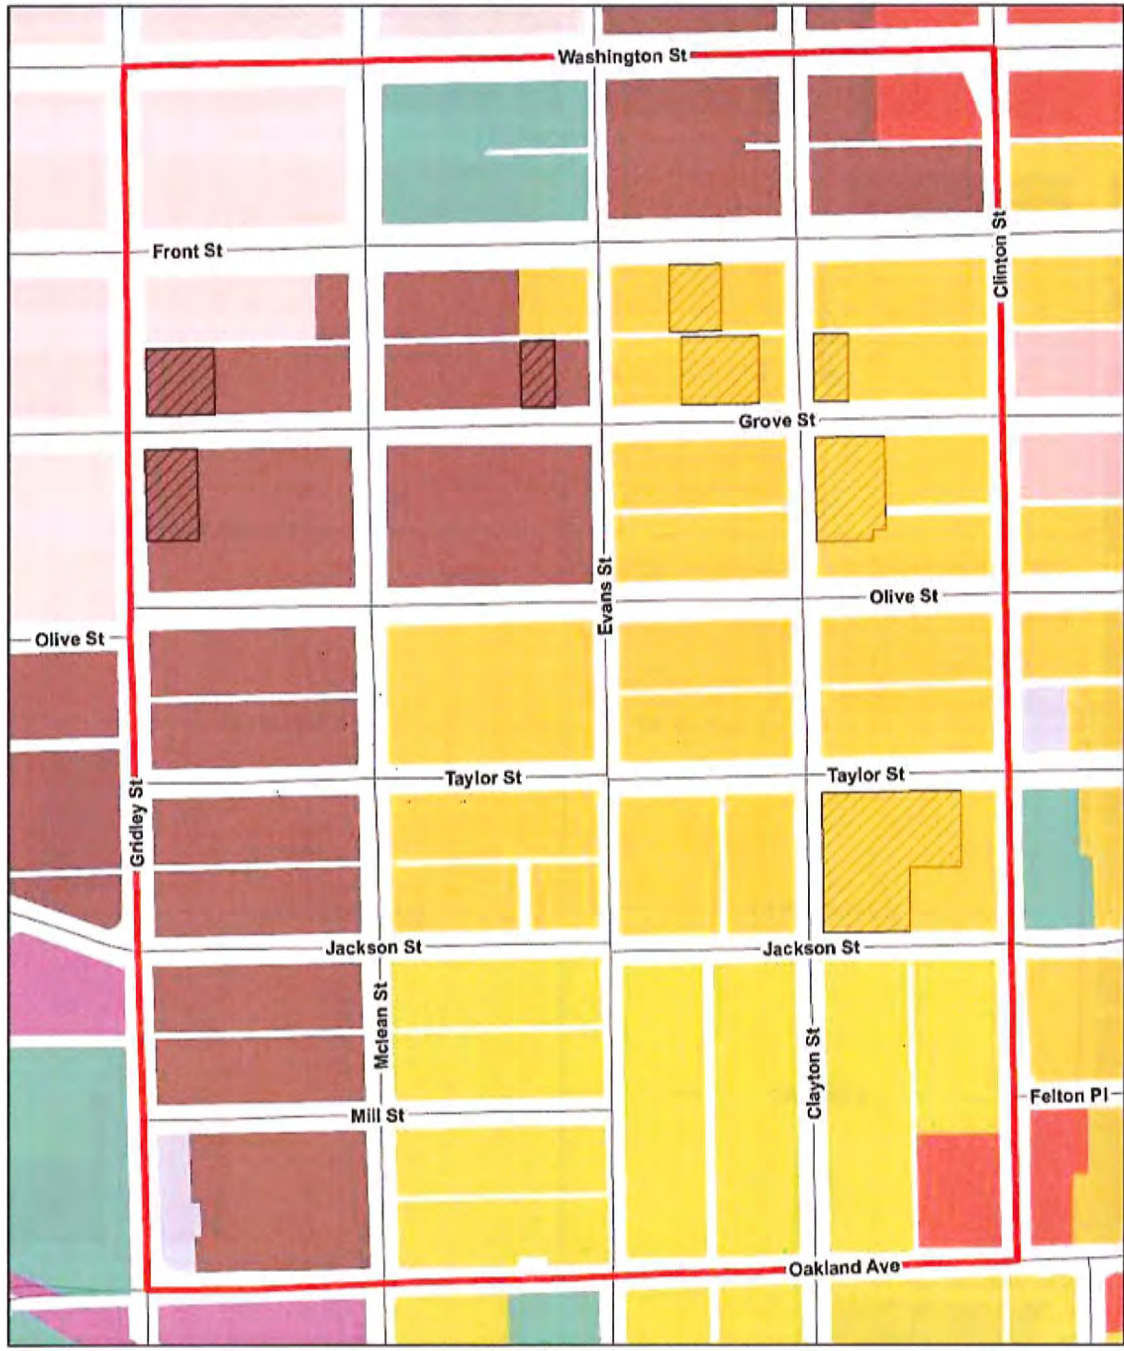 Washington St
Front St
Clinton St
Grove St
Evans St
Olive St
Olive St
Taylor St
Taylor St
Gridley St
Jackson St
Jackson St
Mclean St
Clayton St
Felton Pl
Mill St
Oakland Ave